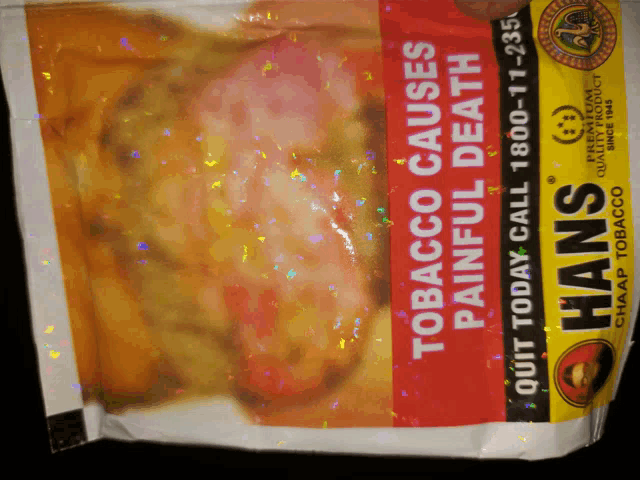 TOBACCO CAUSES
PAINFUL DEATH
QUIT TODAY CALL 1800-11-235
PREMIUM
QUALITY PRODUCT
SINCE 1945
HANS®
CHAAP TOBACCO